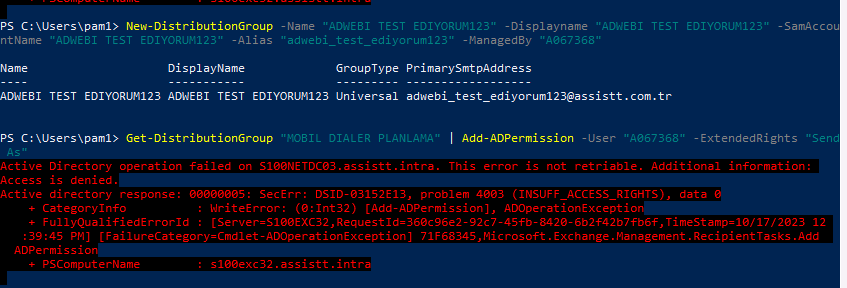 PS C:\Users\pam1> New-DistributionGroup -Name "ADWEBI TEST EDIYORUM123" -Displayname "ADWEBI TEST EDIYORUM123" -SamAccou
ntName "ADWEBI TEST EDIYORUM123" -Alias "adwebi_test_ediyorum123" -ManagedBy "A067368"
Name DisplayName GroupType PrimarySmtpAddress
---- ----------- --------- ------------------
ADWEBI TEST EDIYORUM123 ADWEBI TEST EDIYORUM123 Universal adwebi_test_ediyorum123@assistt.com.tr
PS C:\Users\pam1> Get-DistributionGroup "MOBIL DIALER PLANLAMA" | Add-ADPermission -User "A067368" -ExtendedRights "Send
As"
Active Directory operation failed on S100NETDC03.assistt.intra. This error is not retriable. Additional information:
Access is denied.
Active directory response: 00000005: SecErr: DSID-03152E13, problem 4003 (INSUFF_ACCESS_RIGHTS), data 0
+ CategoryInfo : WriteError: (0:Int32) [Add-ADPermission], ADOperationException
+ FullyQualifiedErrorId : [Server=S100EXC32,RequestId=360c96e2-92c7-45fb-8420-6b2f42b7fb6f,TimeStamp=10/17/2023 12
:39:45 PM] [FailureCategory=Cmdlet-ADOperationException] 71F68345,Microsoft.Exchange.Management.RecipientTasks.Add
ADPermission
+ PSComputerName : s100exc32.assistt.intra